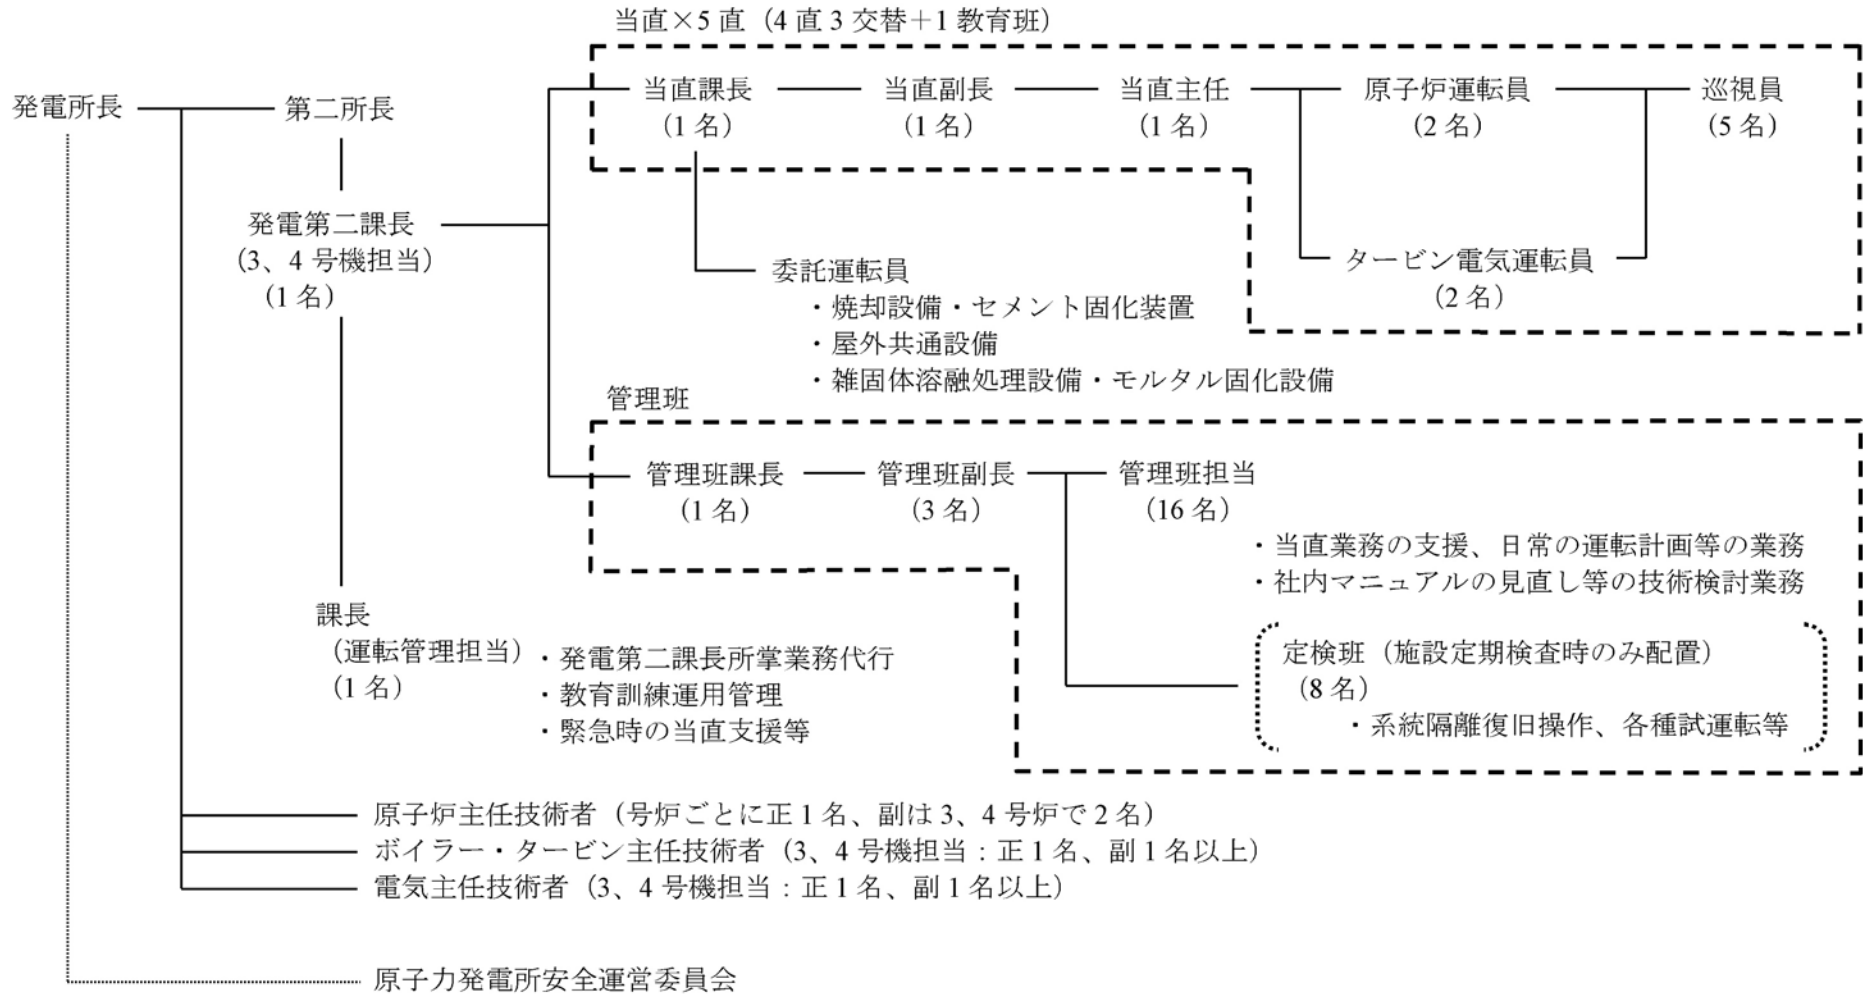 当直×5直（4直3交替＋1教育班）
発電所長
第二所長
当直課長
（1名）
当直副長
（1名）
当直主任
（1名）
原子炉運転員
（2名）
巡視員
（5名）
タービン電気運転員
（2名）
発電第二課長
（3、4号機担当）
（1名）
委託運転員
・焼却設備・セメント固化装置
・屋外共通設備
・雑固体溶融処理設備・モルタル固化設備
管理班
管理班課長
（1名）
管理班副長
（3名）
管理班担当
（16名）
・当直業務の支援、日常の運転計画等の業務
・社内マニュアルの見直し等の技術検討業務
定検班（施設定期検査時のみ配置）
（8名）
・系統隔離復旧操作、各種試運転等
課長
（運転管理担当）
（1名）
・発電第二課長所掌業務代行
・教育訓練運用管理
・緊急時の当直支援等
原子炉主任技術者（号炉ごとに正1名、副は3、4号炉で2名）
ボイラー・タービン主任技術者（3、4号機担当：正1名、副1名以上）
電気主任技術者（3、4号機担当：正1名、副1名以上）
原子力発電所安全運営委員会